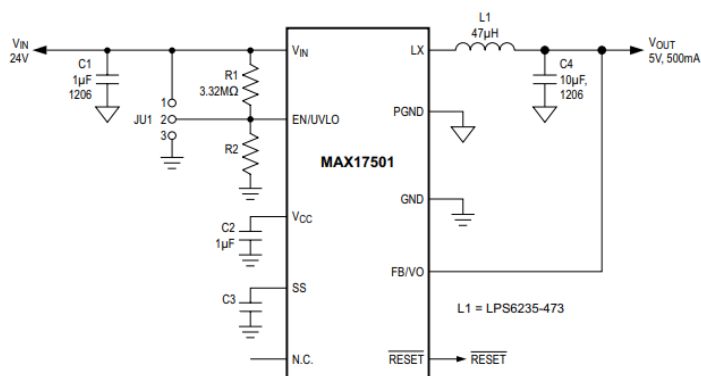 VIN
24V
C1
1µF
1206
JU1
1
2
3
R1
3.32MΩ
R2
C2
1µF
C3
VIN
EN/UVLO
VCC
SS
N.C.
MAX17501
LX
PGND
GND
FB/VO
RESET
L1
47µH
C4
10µF,
1206
VOUT
5V, 500mA
L1 = LPS6235-473
RESET